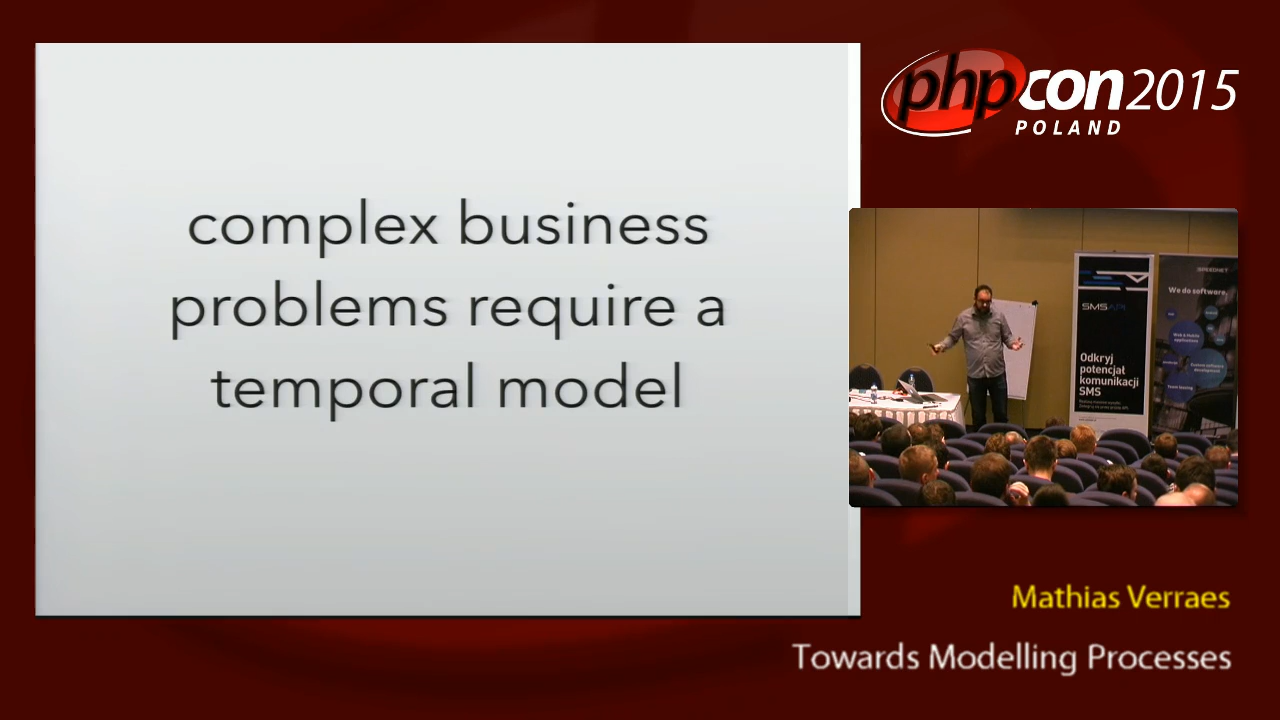 complex business
problems require a
temporal model
phpcon2015
POLAND
SPEEDNET
We do software.
SMSAPI
Odkryj
potencjał
komunikacji
SMS
Mathias Verraes
Towards Modelling Processes